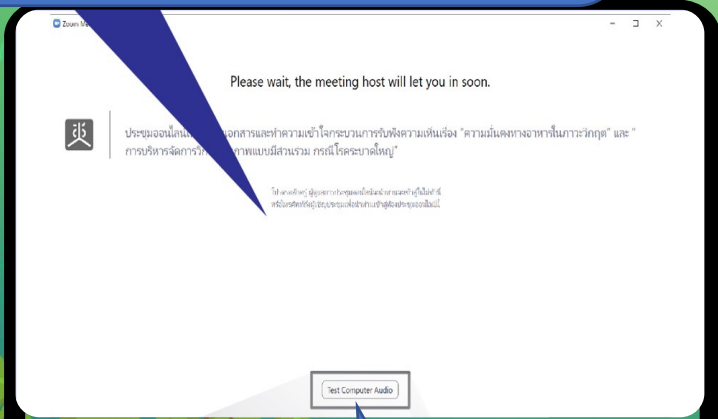 Zoom Me
Please wait, the meeting host will let you in soon.
ประชุมออนไลน์ เอกสารและทำความเข้าใจกระบวนการรับฟังความเห็นเรื่อง "ความมั่นคงทางอาหารในภาวะวิกฤต" และ "
การบริหารจัดการวิ ภาพแบบมีส่วนรวม กรณีโรคระบาดใหญ่"
Test Computer Audio